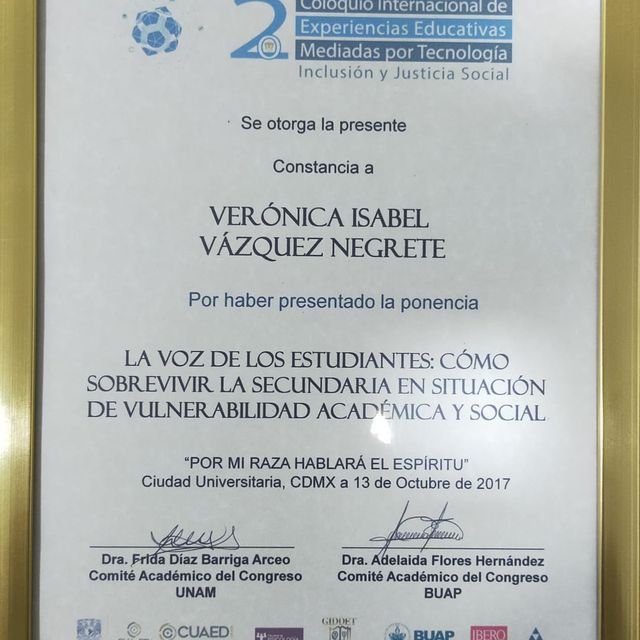 2º Coloquio Internacional de
Experiencias Educativas
Mediadas por Tecnología
Inclusión y Justicia Social
Se otorga la presente
Constancia a
VERÓNICA ISABEL
VÁZQUEZ NEGRETE
Por haber presentado la ponencia
LA VOZ DE LOS ESTUDIANTES: CÓMO
SOBREVIVIR LA SECUNDARIA EN SITUACIÓN
DE VULNERABILIDAD ACADÉMICA Y SOCIAL
“POR MI RAZA HABLARÁ EL ESPÍRITU”
Ciudad Universitaria, CDMX a 13 de Octubre de 2017
Dra. Frida Díaz Barriga Arceo
Comité Académico del Congreso
UNAM
Dra. Adelaida Flores Hernández
Comité Académico del Congreso
BUAP
CUAED
GIDDET
BUAP
IBERO